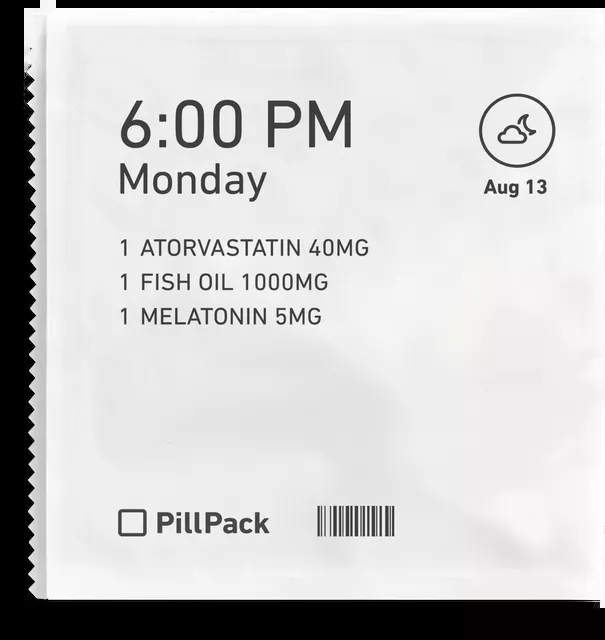 6:00 PM
Monday
Aug 13
1 ATORVASTATIN 40MG
1 FISH OIL 1000MG
1 MELATONIN 5MG
PillPack